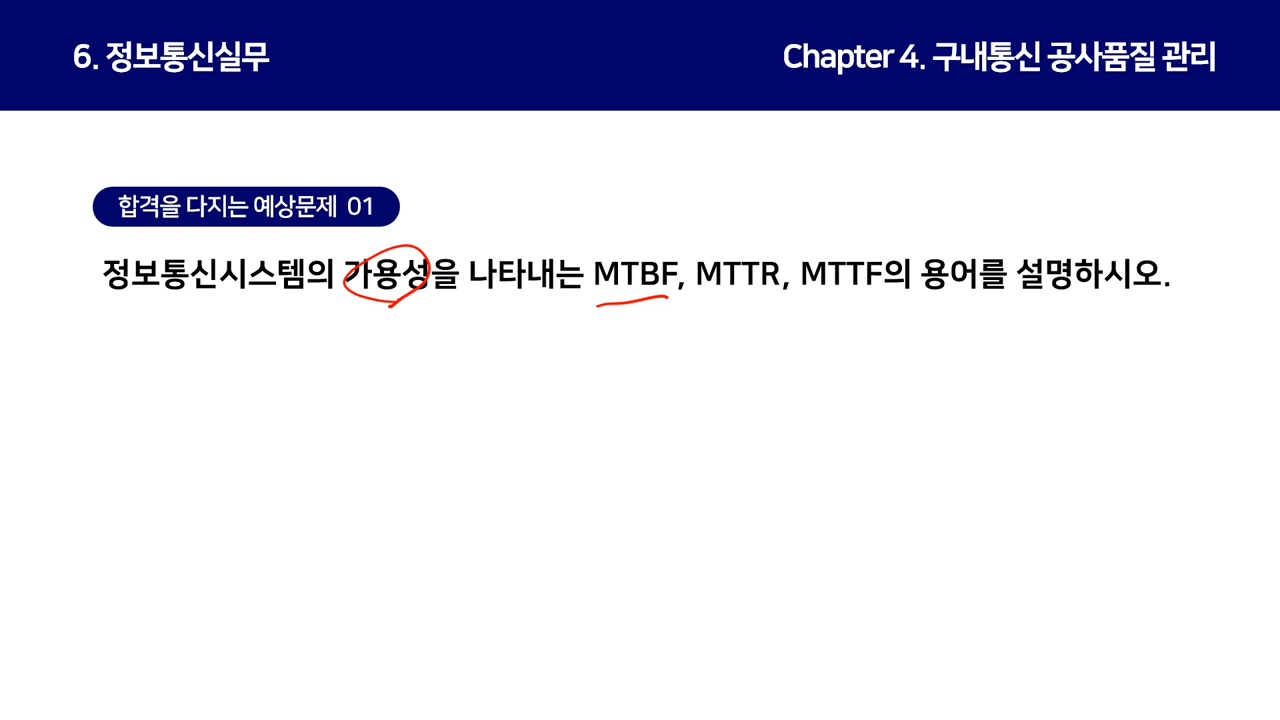 6. 정보통신실무
Chapter 4. 구내통신 공사품질 관리
합격을 다지는 예상문제 01
정보통신시스템의 가용성을 나타내는 MTBF, MTTR, MTTF의 용어를 설명하시오.